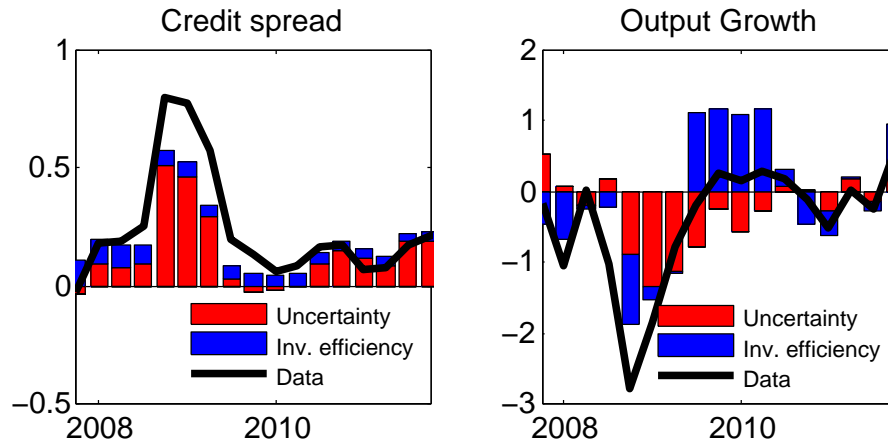 Credit spread
1
0.5
0
−0.5
2008
2010
Uncertainty
Inv. efficiency
Data
Output Growth
2
1
0
−1
−2
−3
2008
2010
Uncertainty
Inv. efficiency
Data